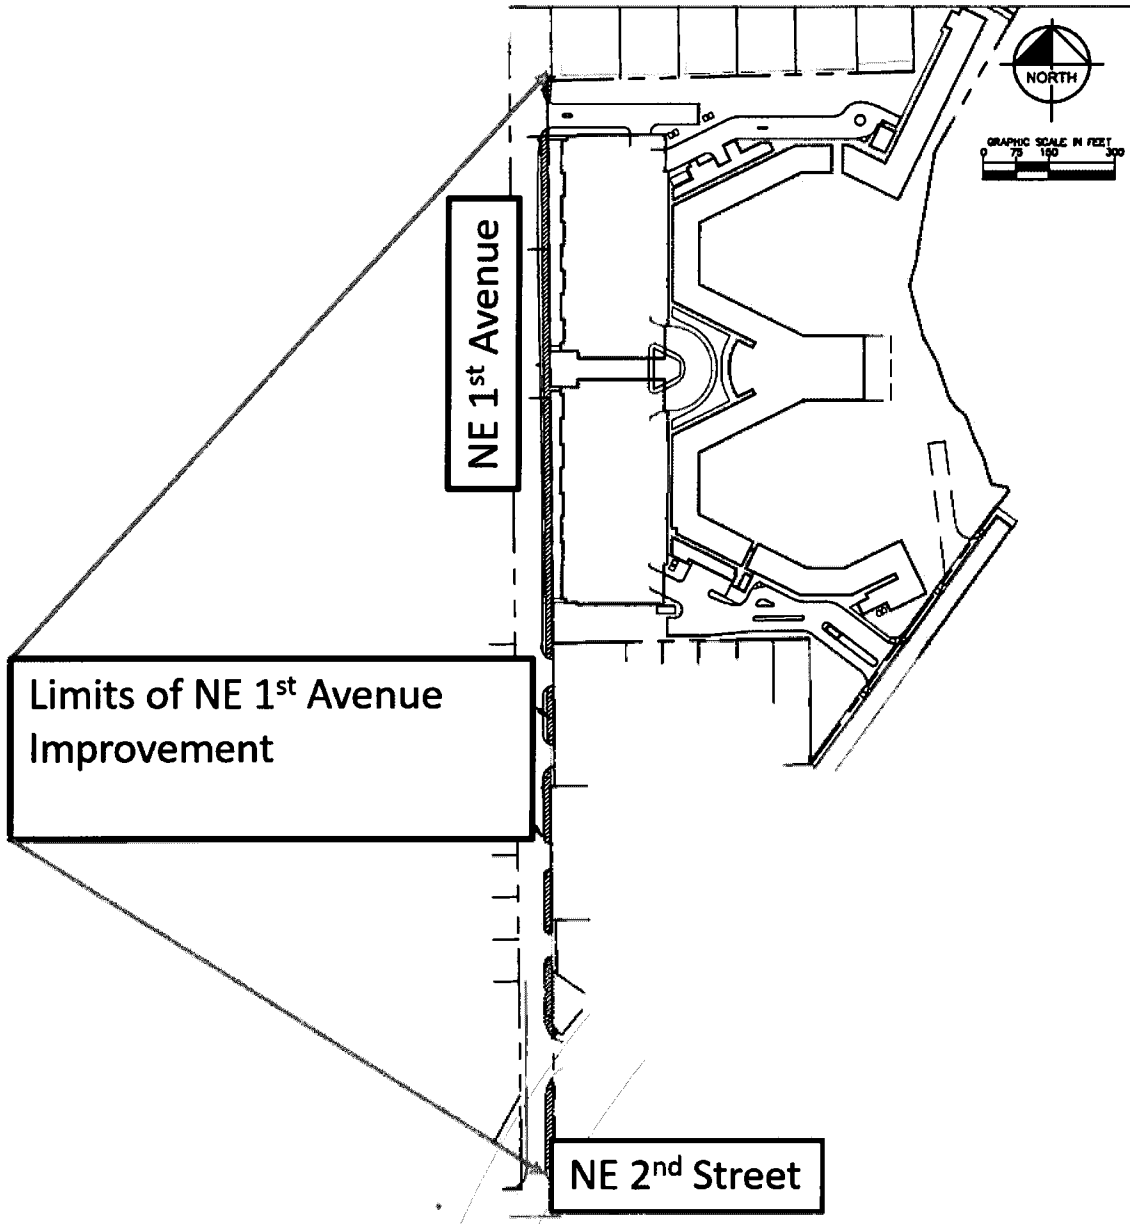 NORTH
GRAPHIC SCALE IN FEET
0 75 150 300
NE 1st Avenue
Limits of NE 1st Avenue
Improvement
NE 2nd Street